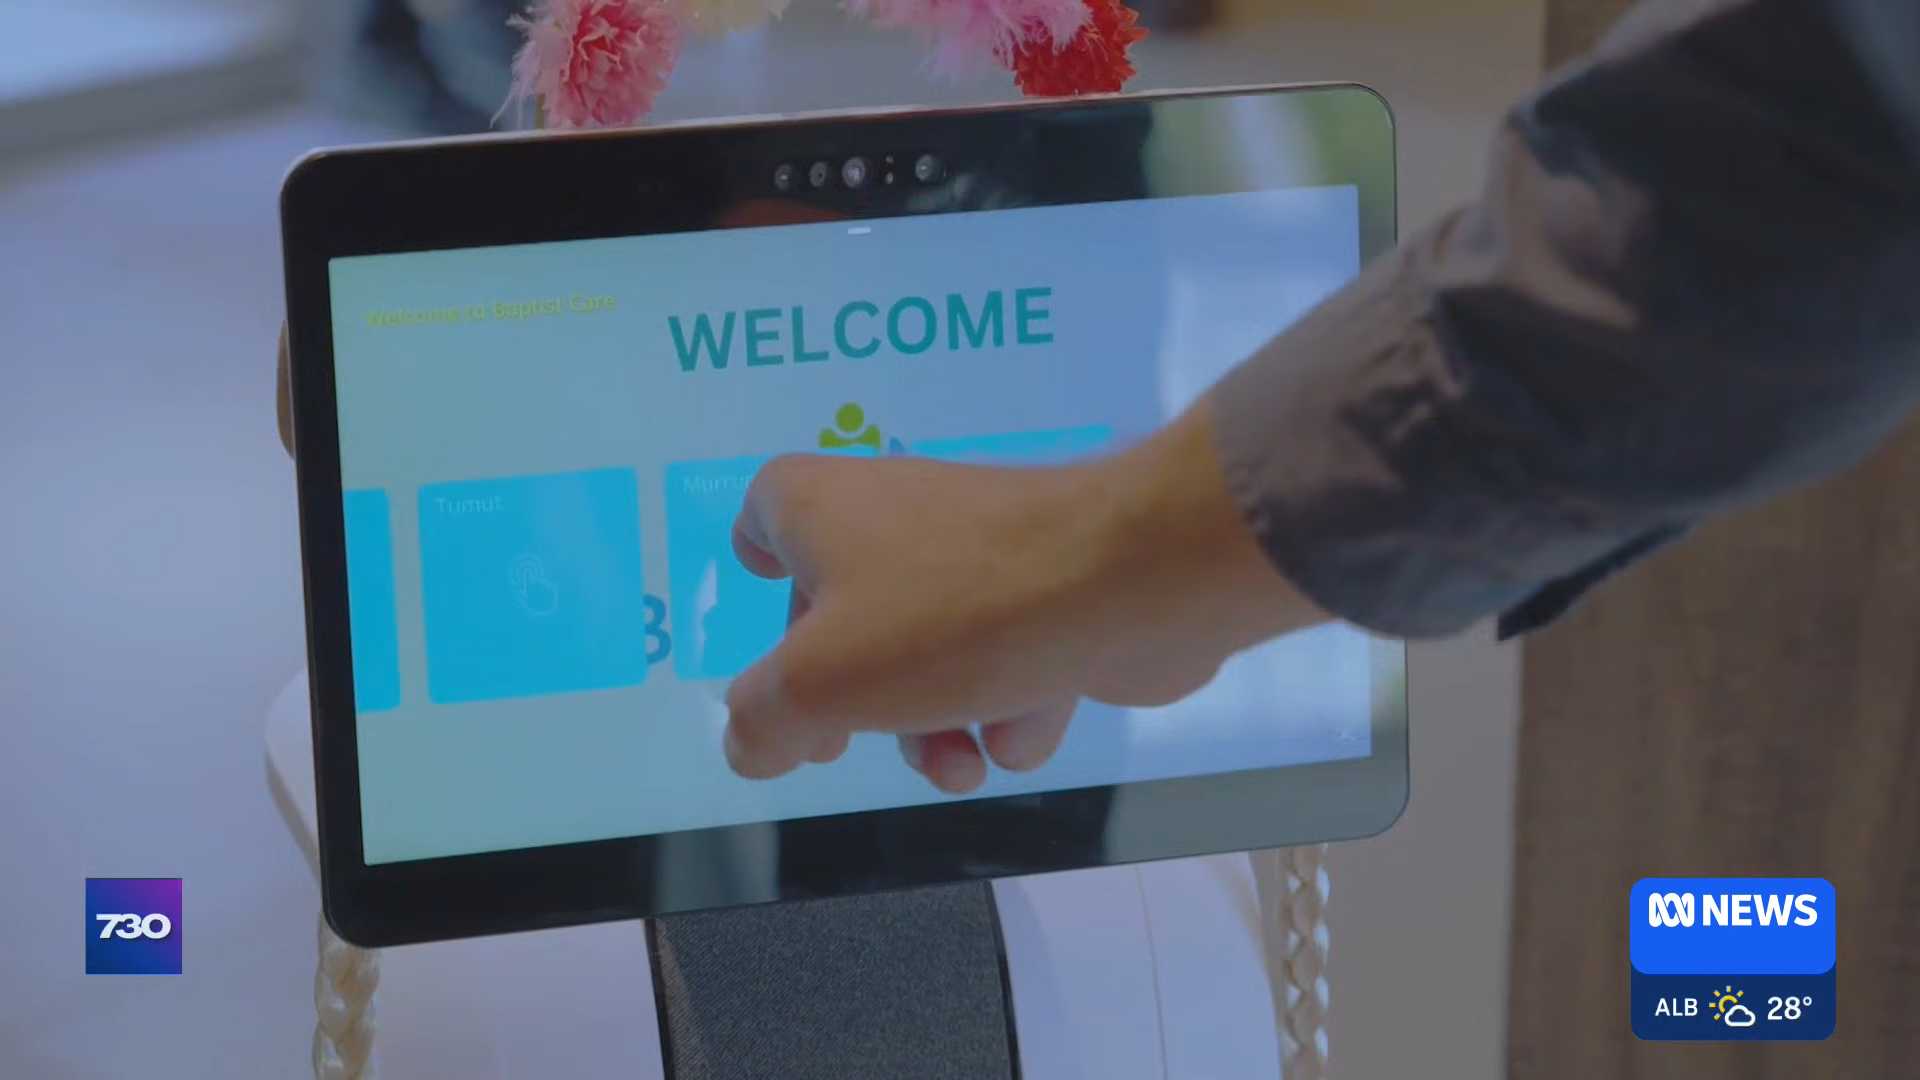 Welcome to Baptist Care
WELCOME
Tumut
730
NEWS
ALB 28°